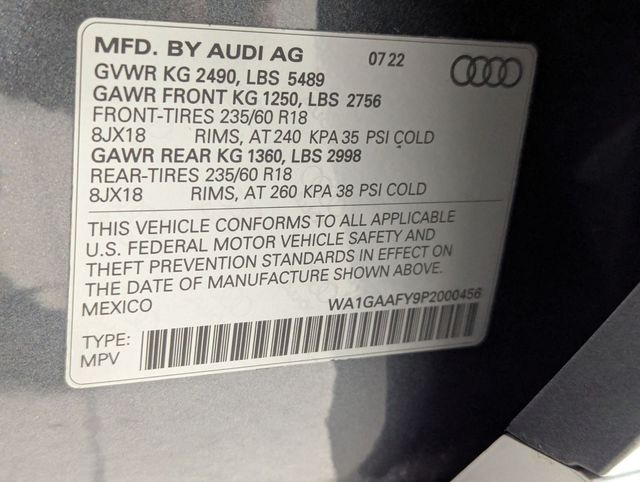 MFD. BY AUDI AG 07 22
GVWR KG 2490, LBS 5489
GAWR FRONT KG 1250, LBS 2756
FRONT-TIRES 235/60 R18
8JX18 RIMS, AT 240 KPA 35 PSI COLD
GAWR REAR KG 1360, LBS 2998
REAR-TIRES 235/60 R18
8JX18 RIMS, AT 260 KPA 38 PSI COLD
THIS VEHICLE CONFORMS TO ALL APPLICABLE
U.S. FEDERAL MOTOR VEHICLE SAFETY AND
THEFT PREVENTION STANDARDS IN EFFECT ON
THE DATE OF MANUFACTURE SHOWN ABOVE.
MEXICO WA1GAAFY9P2000456
TYPE:
MPV